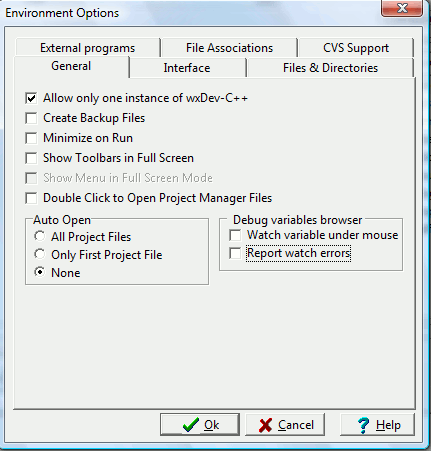 Environment Options
External programs File Associations CVS Support
General Interface Files & Directories
Allow only one instance of wxDev-C++
Create Backup Files
Minimize on Run
Show Toolbars in Full Screen
Show Menu in Full Screen Mode
Double Click to Open Project Manager Files
Auto Open Debug variables browser
All Project Files Watch variable under mouse
Only First Project File Report watch errors
None
Ok Cancel Help